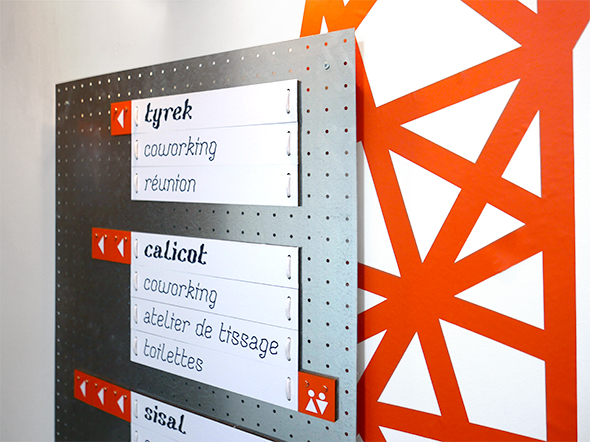 tyrek
coworking
réunion
calicot
coworking
atelier de tissage
toilettes
sisal